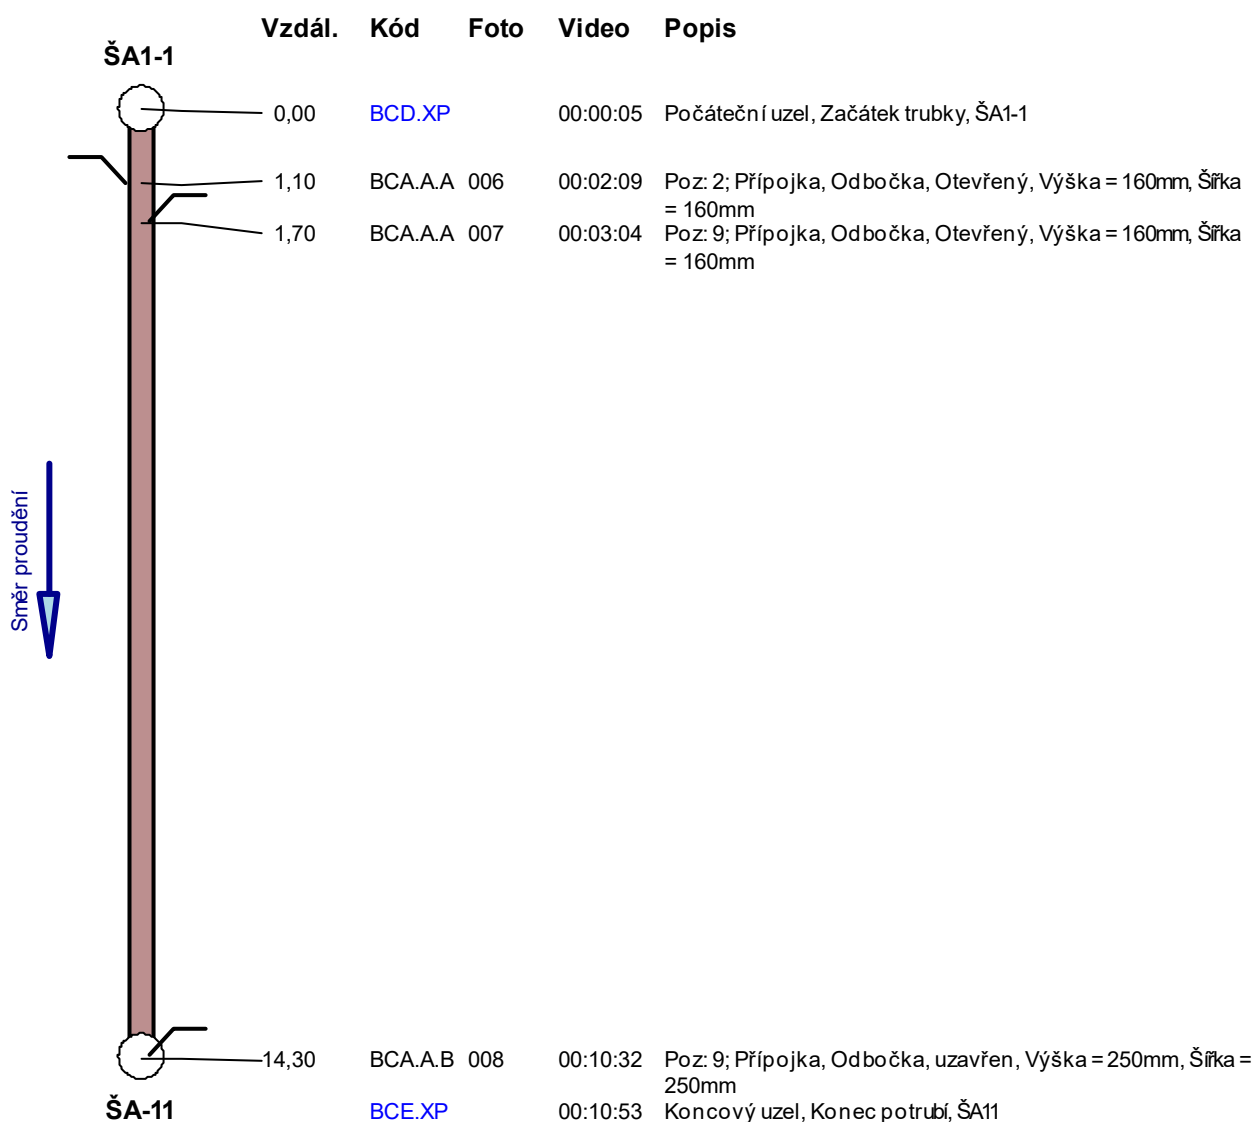 Vzdál. Kód Foto Video Popis
ŠA1-1
0,00 BCD.XP 00:00:05 Počáteční uzel, Začátek trubky, ŠA1-1
1,10 BCA.A.A 006 00:02:09 Poz: 2; Přípojka, Odbočka, Otevřený, Výška = 160mm, Šířka
= 160mm
1,70 BCA.A.A 007 00:03:04 Poz: 9; Přípojka, Odbočka, Otevřený, Výška = 160mm, Šířka
= 160mm
Směr proudění
14,30 BCA.A.B 008 00:10:32 Poz: 9; Přípojka, Odbočka, uzavřen, Výška = 250mm, Šířka =
250mm
ŠA-11 BCE.XP 00:10:53 Koncový uzel, Konec potrubí, ŠA11